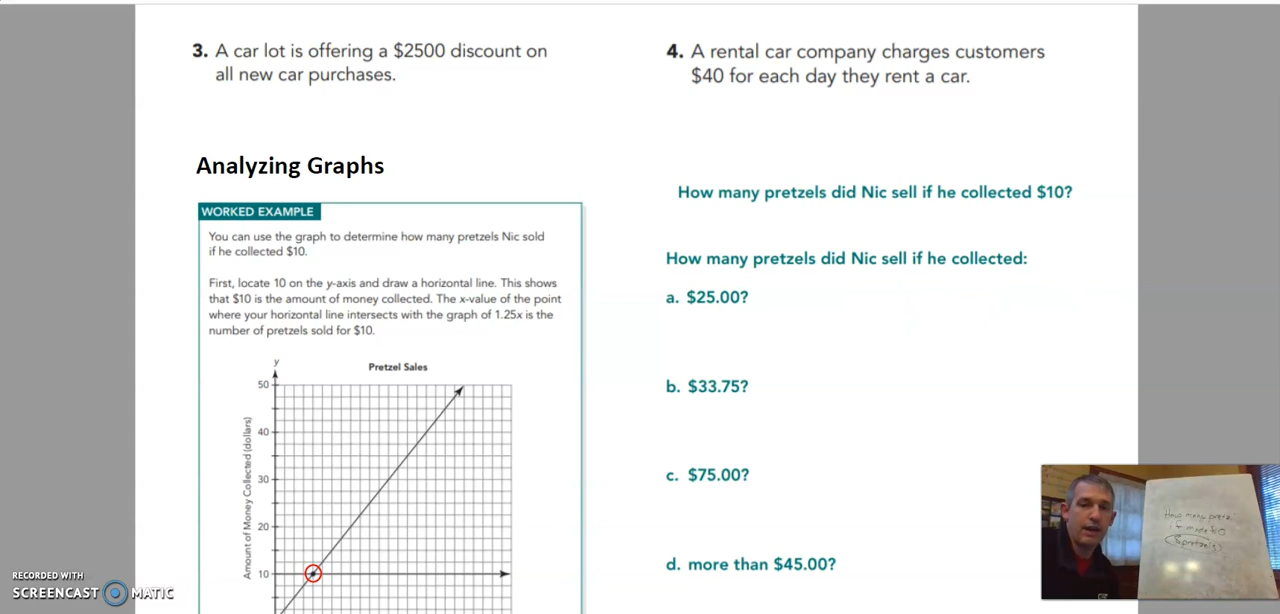 3. A car lot is offering a $2500 discount on
all new car purchases.
4. A rental car company charges customers
$40 for each day they rent a car.
Analyzing Graphs
WORKED EXAMPLE
You can use the graph to determine how many pretzels Nic sold
if he collected $10.
First, locate 10 on the y-axis and draw a horizontal line. This shows
that $10 is the amount of money collected. The x-value of the point
where your horizontal line intersects with the graph of 1.25x is the
number of pretzels sold for $10.
y
Pretzel Sales
50
40
30
20
10
Amount of Money Collected (dollars)
How many pretzels did Nic sell if he collected $10?
How many pretzels did Nic sell if he collected:
a. $25.00?
b. $33.75?
c. $75.00?
d. more than $45.00?
How many
if made $10
8 pretzels
RECORDED WITH
SCREENCAST MATIC